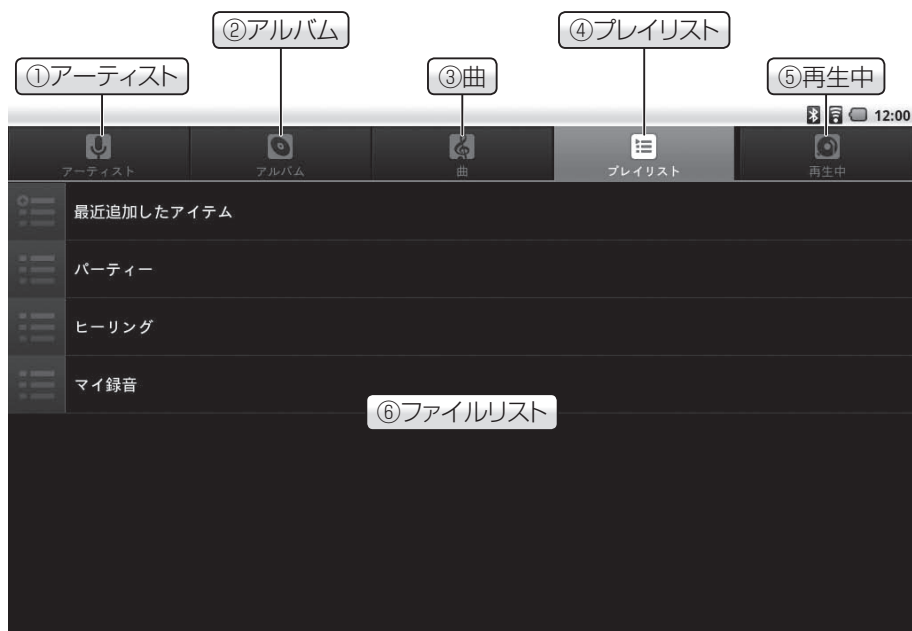 ②アルバム
④プレイリスト
①アーティスト
③曲
⑤再生中
12:00
アーティスト
アルバム
曲
プレイリスト
再生中
最近追加したアイテム
パーティー
ヒーリング
マイ録音
⑥ファイルリスト